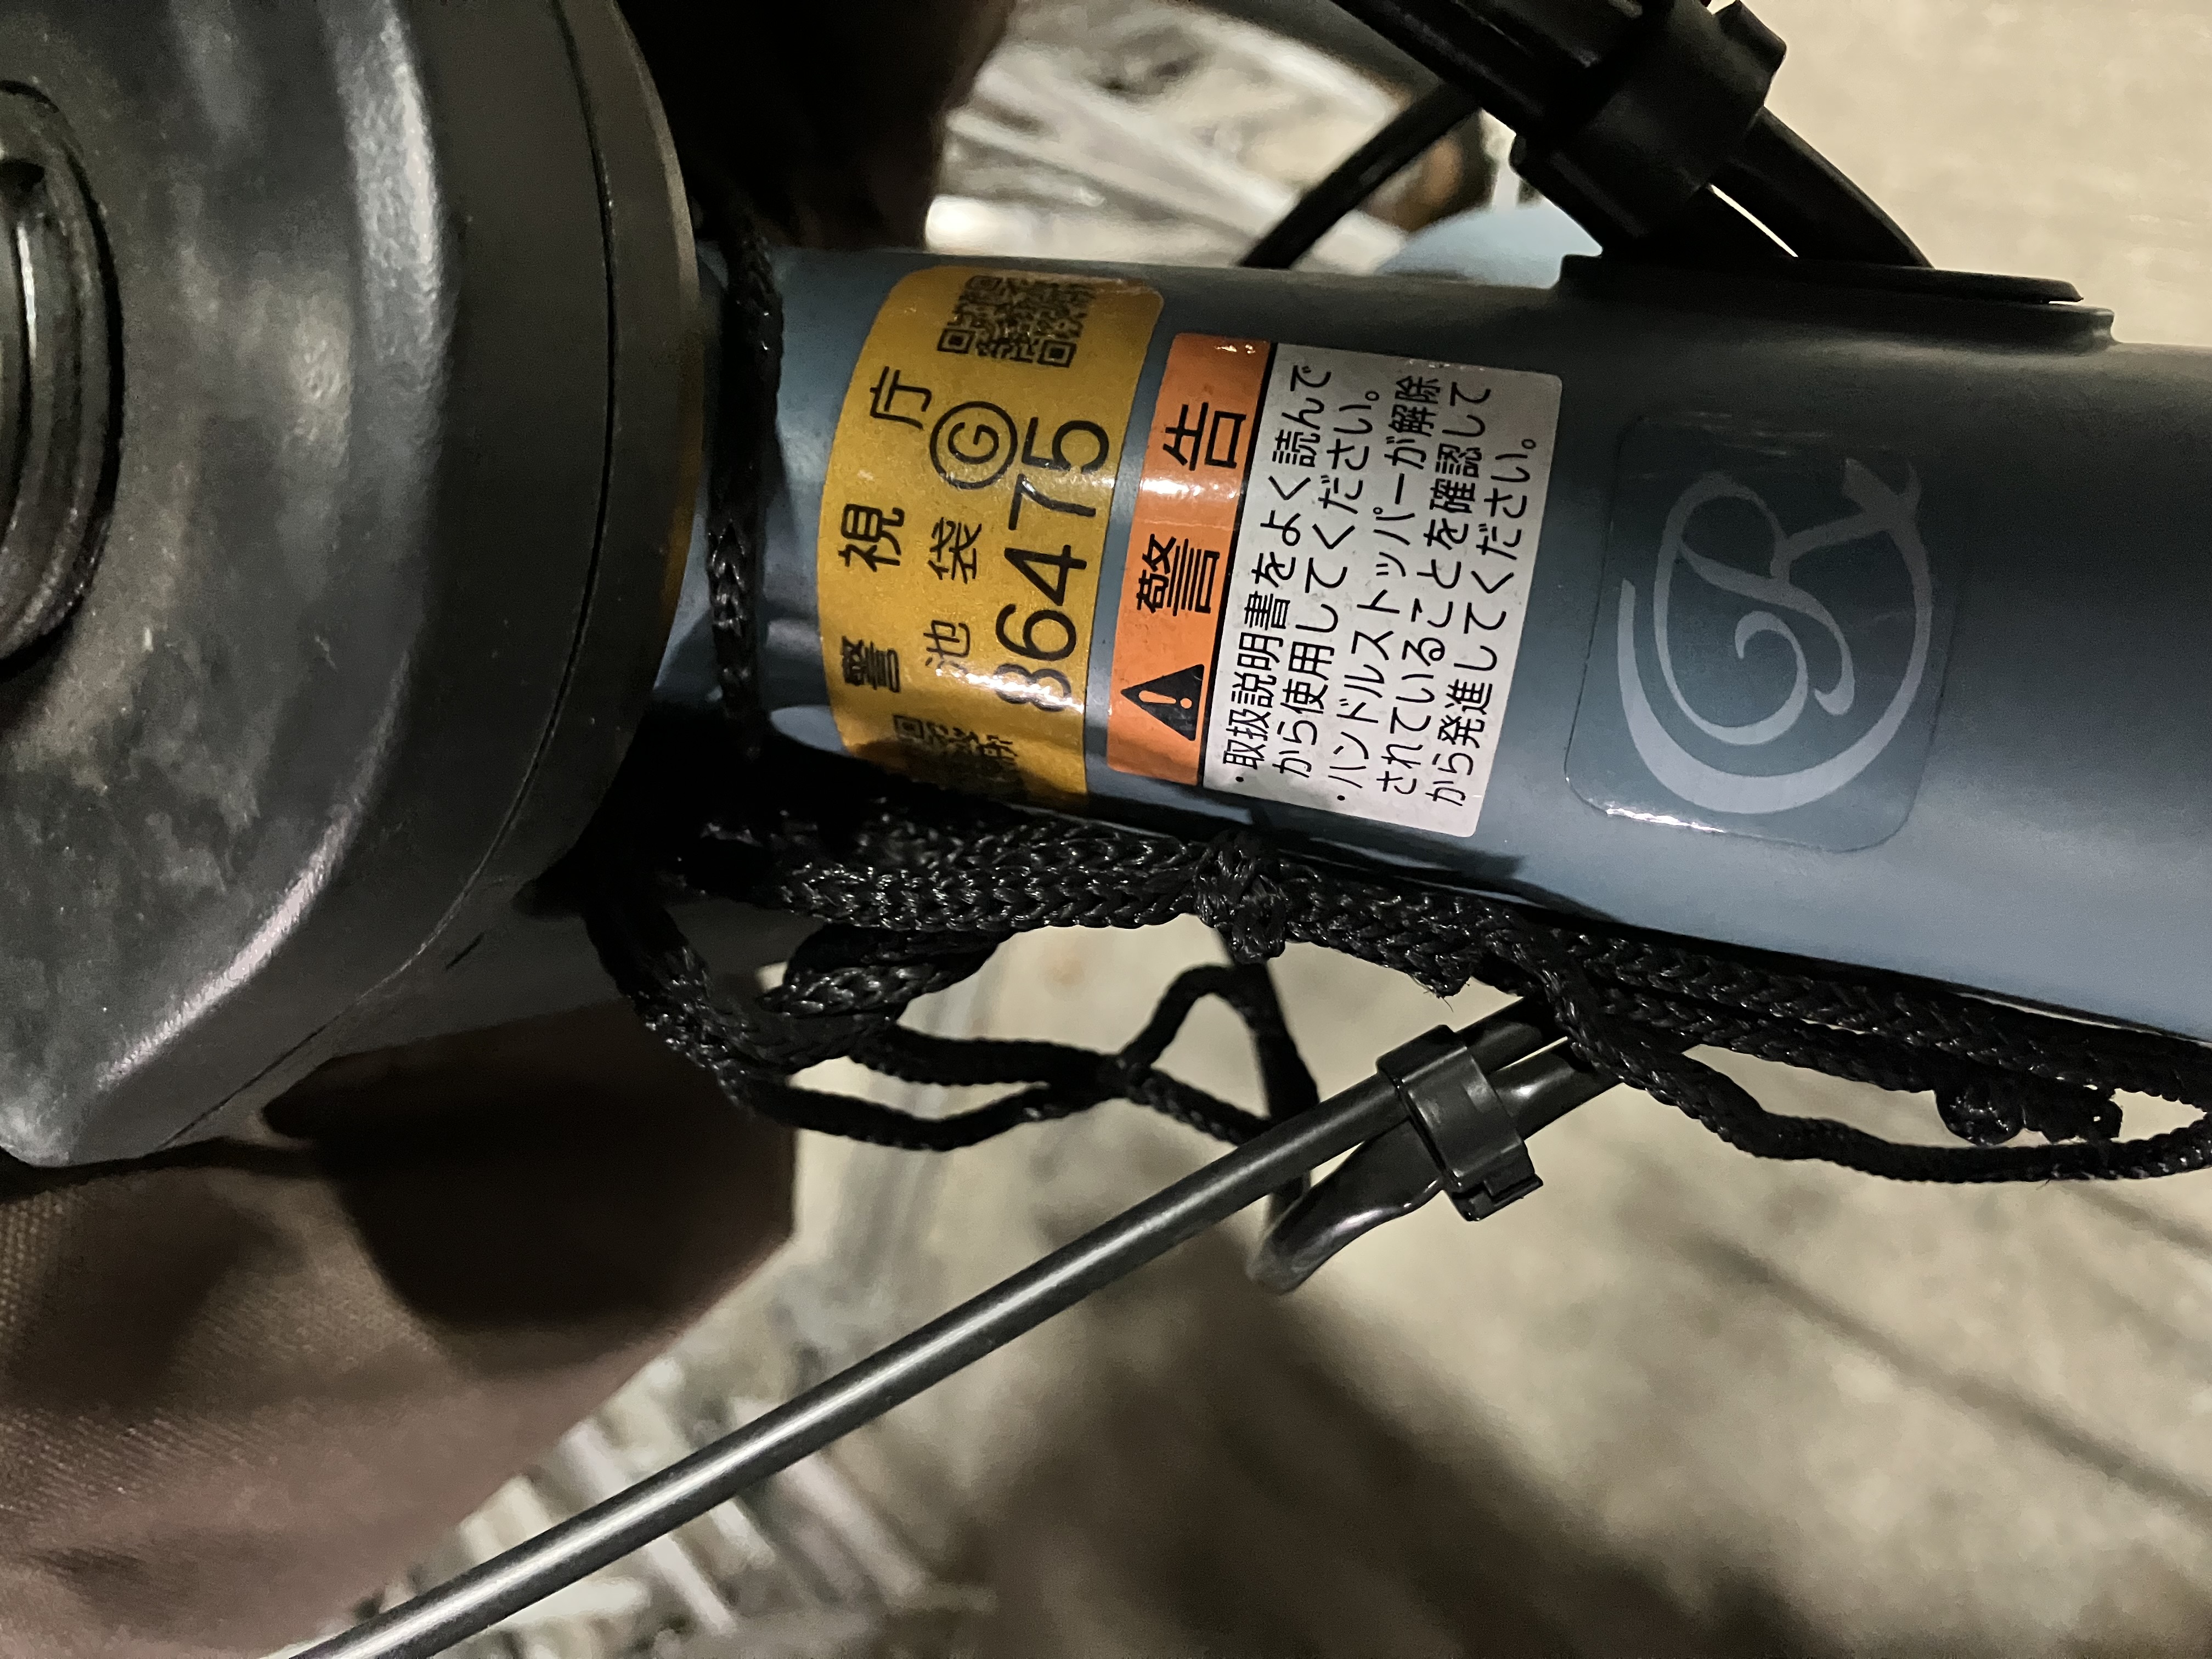 警視庁
池袋 G
86475
警告
・取扱説明書をよく読んで
から使用してください。
・ハンドルストッパーが解除
されていることを確認して
から発進してください。